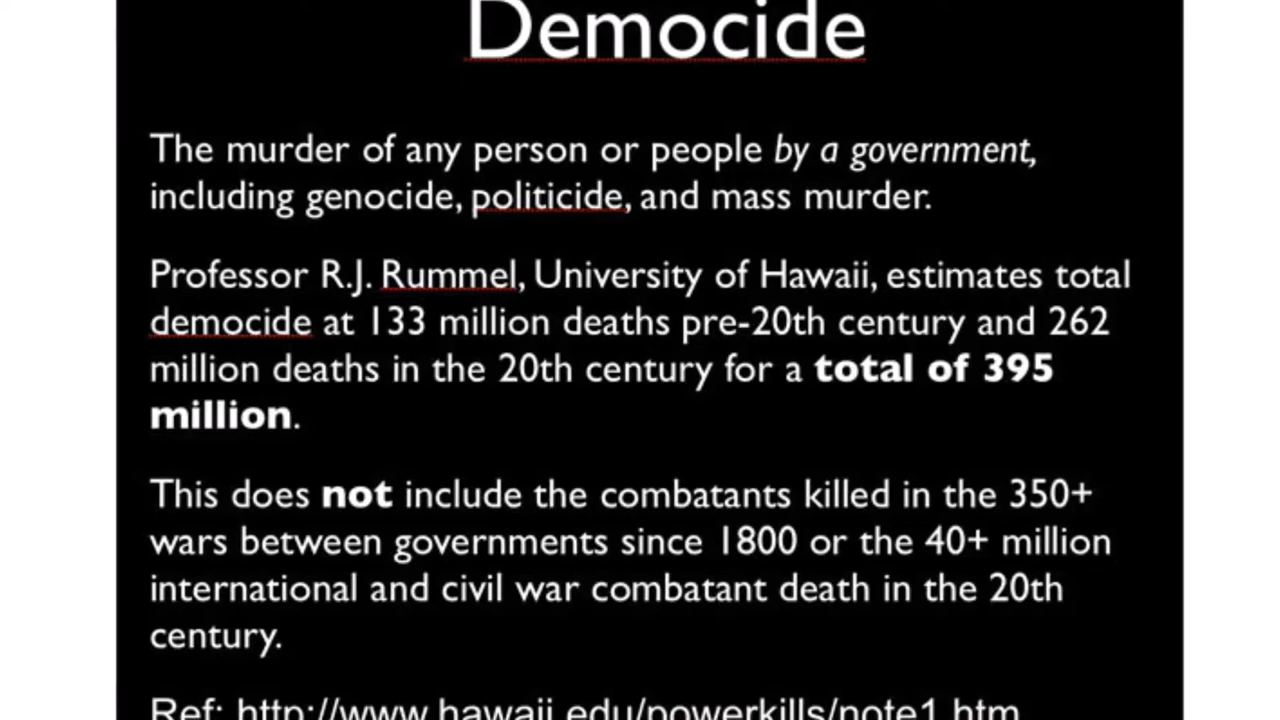 Democide
The murder of any person or people by a government,
including genocide, politicide, and mass murder.
Professor R.J. Rummel, University of Hawaii, estimates total
democide at 133 million deaths pre-20th century and 262
million deaths in the 20th century for a total of 395
million.
This does not include the combatants killed in the 350+
wars between governments since 1800 or the 40+ million
international and civil war combatant death in the 20th
century.
Ref: http://www.hawaii.edu/powerkills/note1.htm